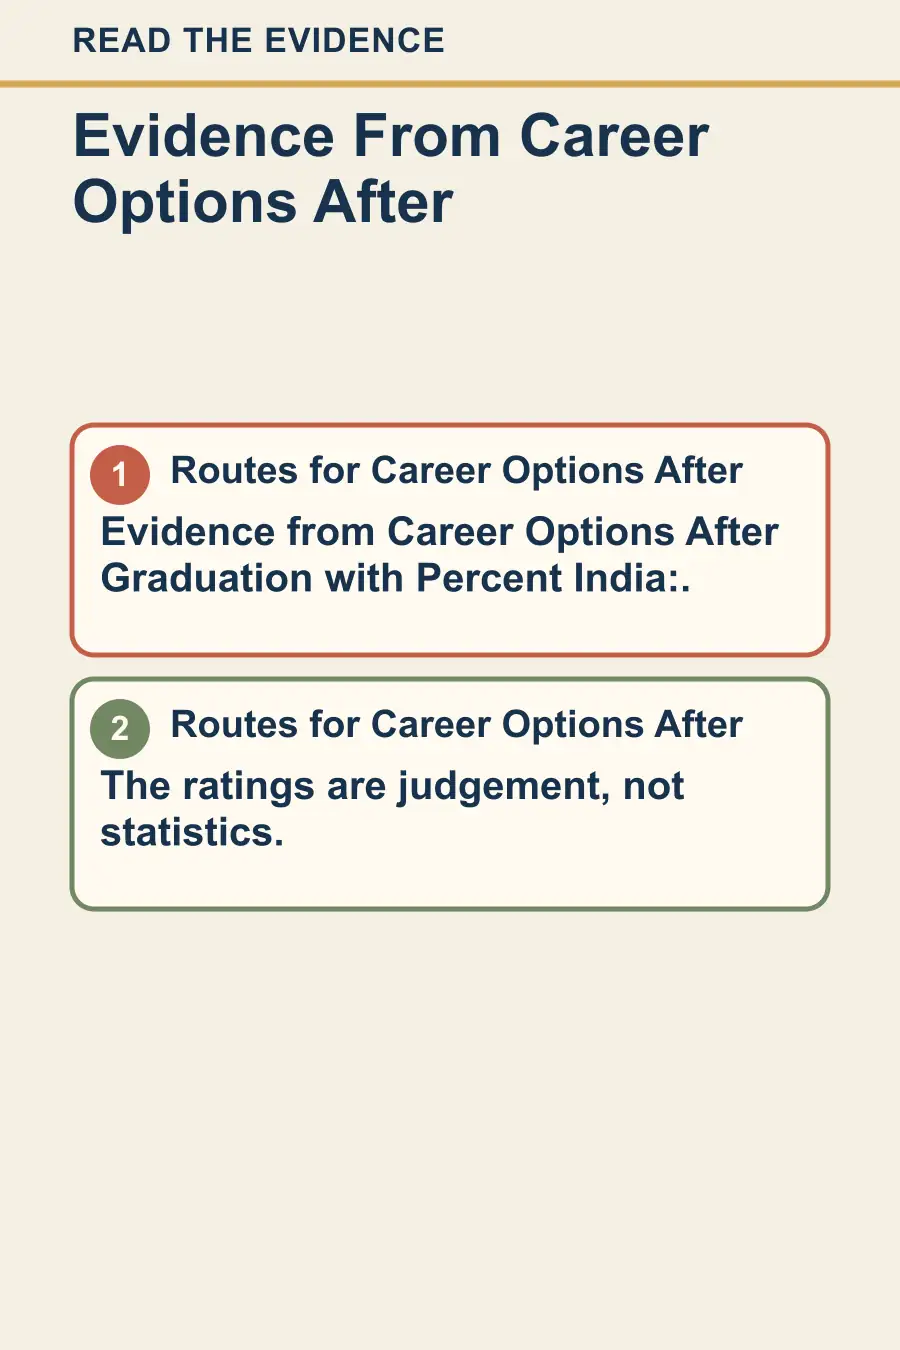 READ THE EVIDENCE
Evidence From Career
Options After
1 Routes for Career Options After
Evidence from Career Options After
Graduation with Percent India:.
2 Routes for Career Options After
The ratings are judgement, not
statistics.